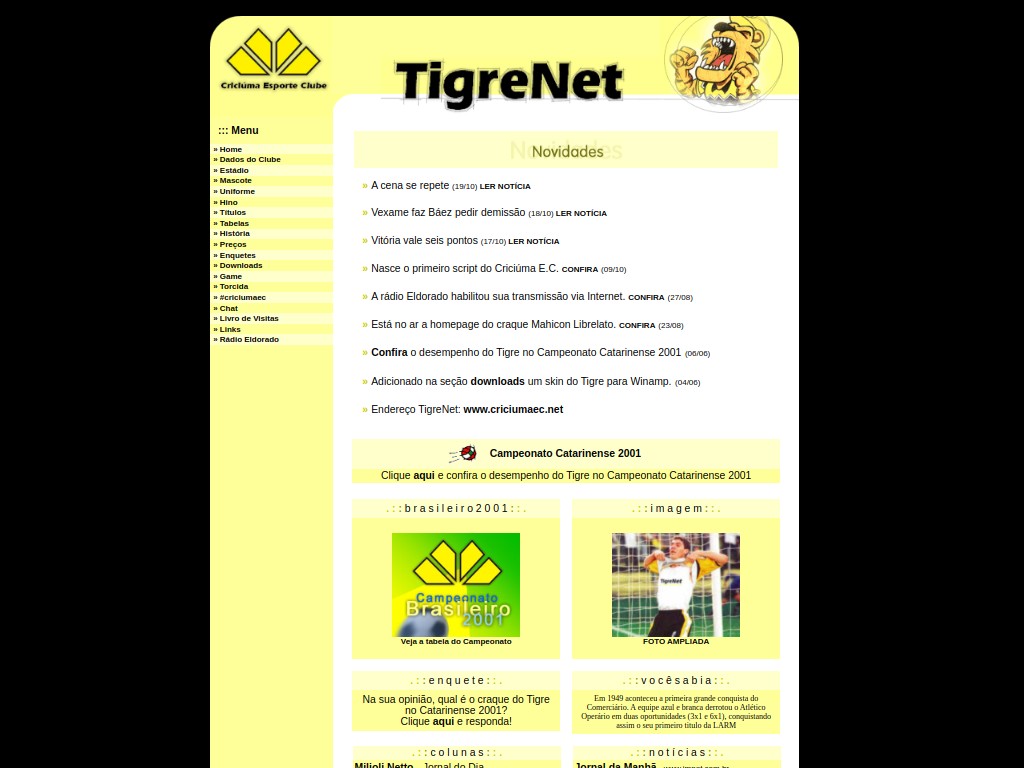 Criciúma Esporte Clube
TigreNet
::: Menu
» Home
» Dados do Clube
» Estádio
» Mascote
» Uniforme
» Hino
» Títulos
» Tabelas
» História
» Preços
» Enquetes
» Downloads
» Game
» Torcida
» #criciumaec
» Chat
» Livro de Visitas
» Links
» Rádio Eldorado
Novidades
» A cena se repete (19/10) LER NOTÍCIA
» Vexame faz Báez pedir demissão (18/10) LER NOTÍCIA
» Vitória vale seis pontos (17/10) LER NOTÍCIA
» Nasce o primeiro script do Criciúma E.C. CONFIRA (09/10)
» A rádio Eldorado habilitou sua transmissão via Internet. CONFIRA (27/08)
» Está no ar a homepage do craque Mahicon Librelato. CONFIRA (23/08)
» Confira o desempenho do Tigre no Campeonato Catarinense 2001 (06/06)
» Adicionado na seção downloads um skin do Tigre para Winamp. (04/06)
» Endereço TigreNet: www.criciumaec.net
Campeonato Catarinense 2001
Clique aqui e confira o desempenho do Tigre no Campeonato Catarinense 2001
.::brasileiro2001::.
Campeonato
Brasileiro
2001
Veja a tabela do Campeonato
.::imagem::.
TigreNet
FOTO AMPLIADA
.::enquete::.
Na sua opinião, qual é o craque do Tigre
no Catarinense 2001?
Clique aqui e responda!
.::vocêsabia::.
Em 1949 aconteceu a primeira grande conquista do
Comerciário. A equipe azul e branca derrotou o Atlético
Operário em duas oportunidades (3x1 e 6x1), conquistando
assim o seu primeiro titulo da LARM
.::colunas::.
Milioli Netto - Jornal do Dia
.::notícias::.
Jornal da Manhã -